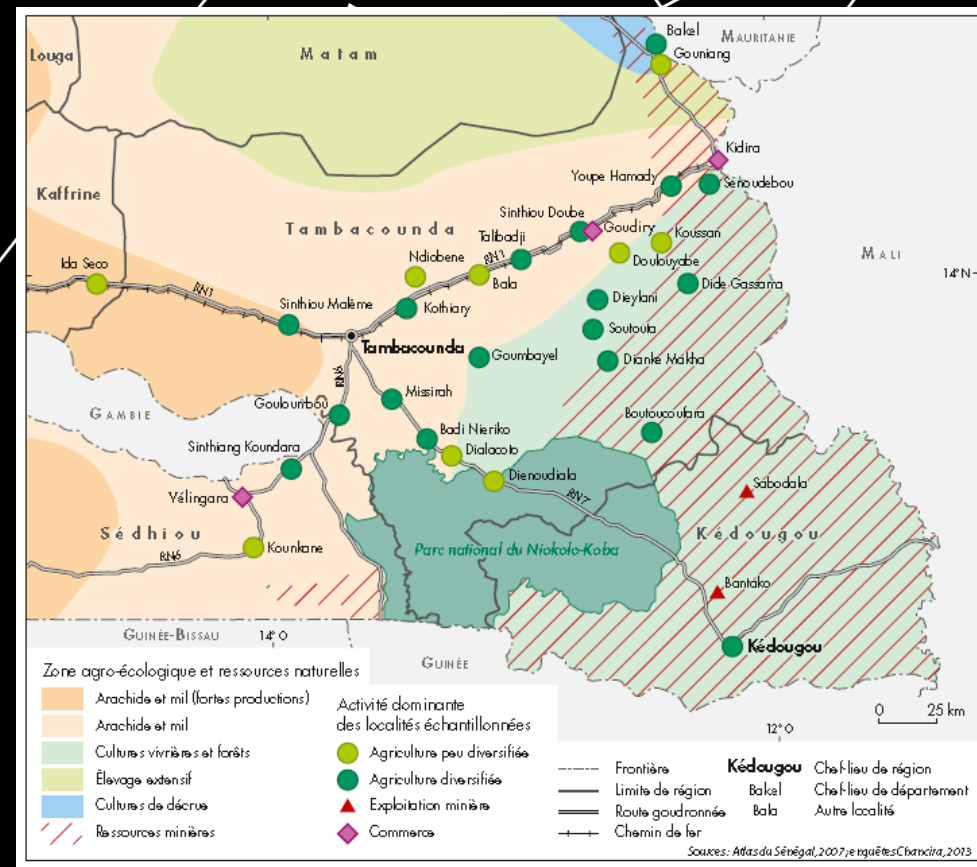 Bakel
MAURITANIE
Louga
Matam
Gouniang
Kidira
Kaffrine
Youpe Hamady
Sénoudebou
Sinthiou Doube
Tambacounda
Goudiry
Koussan
Talibadji
MALI
Ida Seco
Ndiobene
RN1
Doulouyabe
14°N
Bala
Dide Gassama
RN1
Sinthiou Malème
Kothiary
Dieylani
Soutouta
Tambacounda
Goumbayel
Dianke Makha
RN6
Missirah
GAMBIE
Gouloumbou
Boutoucoufara
Badi Nieriko
Sinthiang Koundara
Dialacoto
Dienoudiala
Sabodala
Vélingara
RN7
Sédhiou
Kédougou
Kounkane
Parc national du Niokolo-Koba
RN6
Bantako
GUINÉE-BISSAU
14°O
Kédougou
GUINÉE
Zone agro-écologique et ressources naturelles
Arachide et mil (fortes productions)
Arachide et mil
Cultures vivrières et forêts
Élevage extensif
Cultures de décrue
Ressources minières
Activité dominante
des localités échantillonnées
Agriculture peu diversifiée
Agriculture diversifiée
Exploitation minière
Commerce
0 25 km
12°O
Frontière
Limite de région
Route goudronnée
Chemin de fer
Kédougou Chef-lieu de région
Bakel Chef-lieu de département
Bala Autre localité
Sources: Atlas du Sénégal, 2007; enquêtes Chancira, 2013